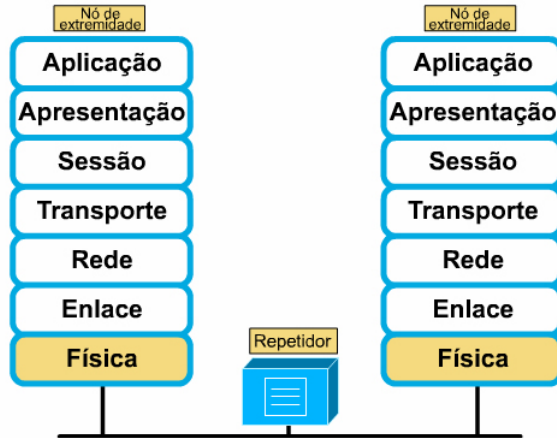 Nó de
extremidade
Aplicação
Apresentação
Sessão
Transporte
Rede
Enlace
Física
Repetidor
Nó de
extremidade
Aplicação
Apresentação
Sessão
Transporte
Rede
Enlace
Física